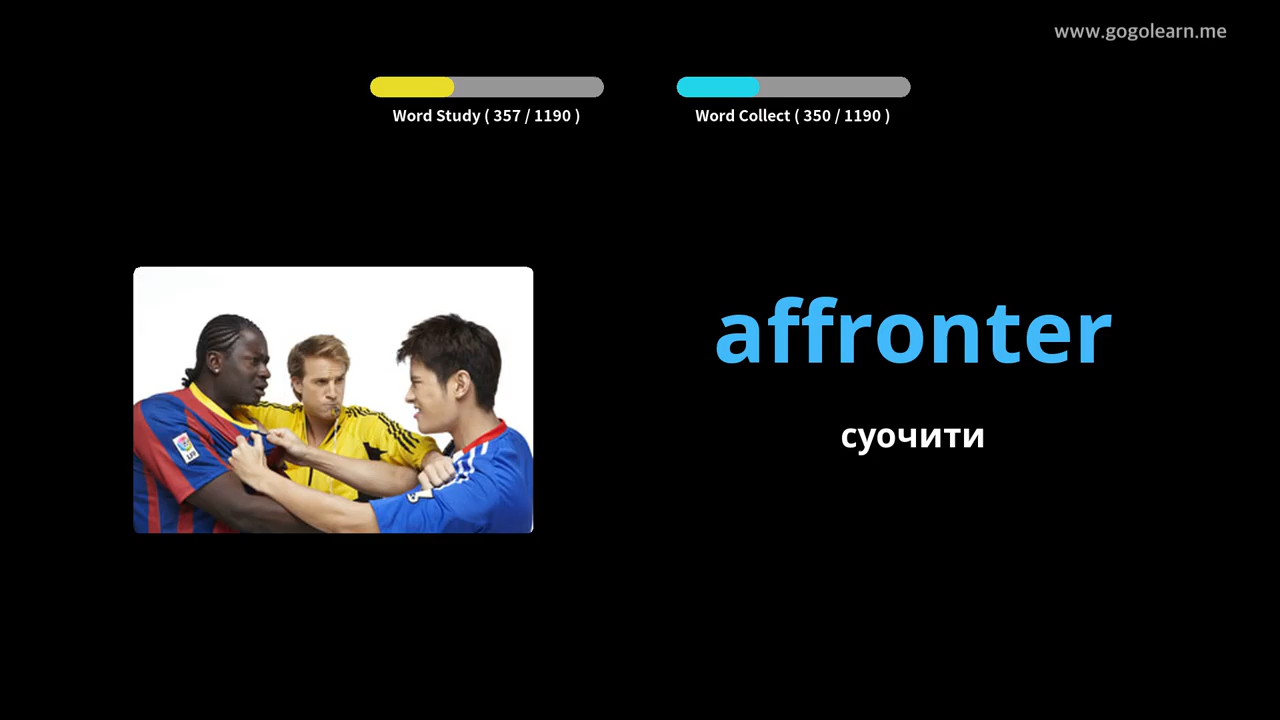 www.gogolearn.me
Word Study ( 357 / 1190 )
Word Collect ( 350 / 1190 )
affronter
суочити